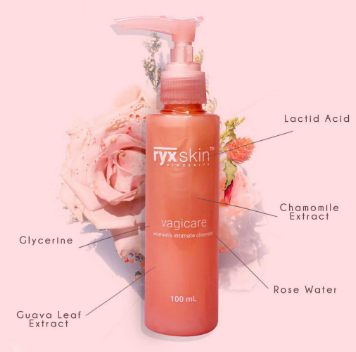 Lactid Acid
ryxskin
Chamomile
Extract
vagicare
Glycerine
Rose Water
100 mL
Guava Leaf
Extract